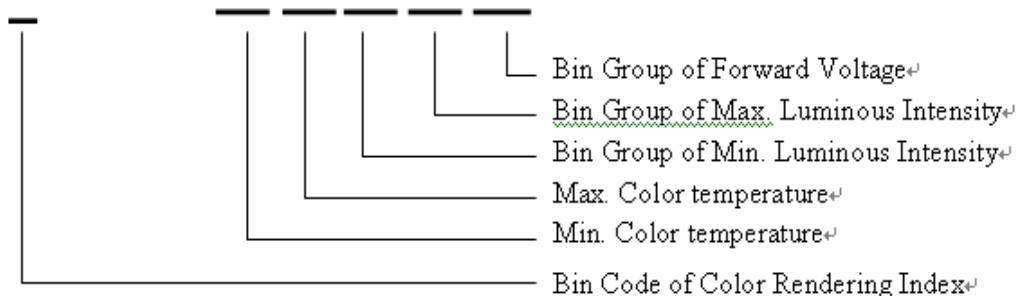 Bin Group of Forward Voltage↵
Bin Group of Max. Luminous Intensity↵
Bin Group of Min. Luminous Intensity↵
Max. Color temperature↵
Min. Color temperature↵
Bin Code of Color Rendering Index↵